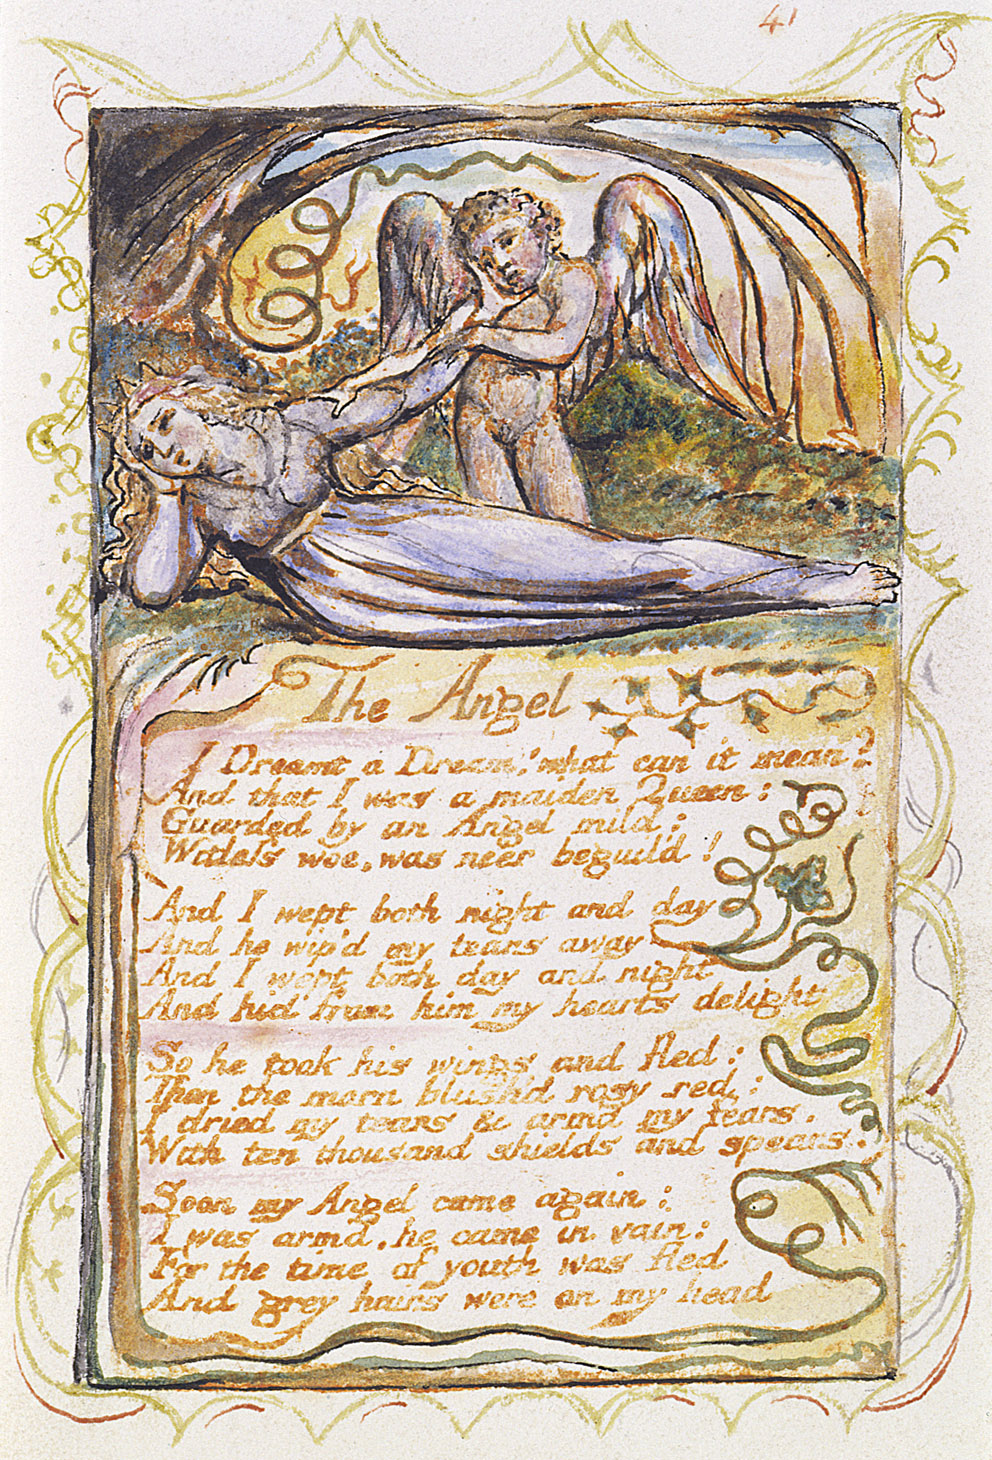 41
The Angel
I Dreamt a Dream! what can it mean?
And that I was a maiden Queen:
Guarded by an Angel mild:
Witless woe, was neer beguil'd!
And I wept both night and day
And he wip'd my tears away
And I wept both day and night
And hid from him my hearts delight
So he took his wings and fled:
Then the morn blush'd rosy red:
I dried my tears & armd my fears.
With ten thousand shields and spears.
Soon my Angel came again:
I was armd, he came in vain:
For the time of youth was fled
And grey hairs were on my head